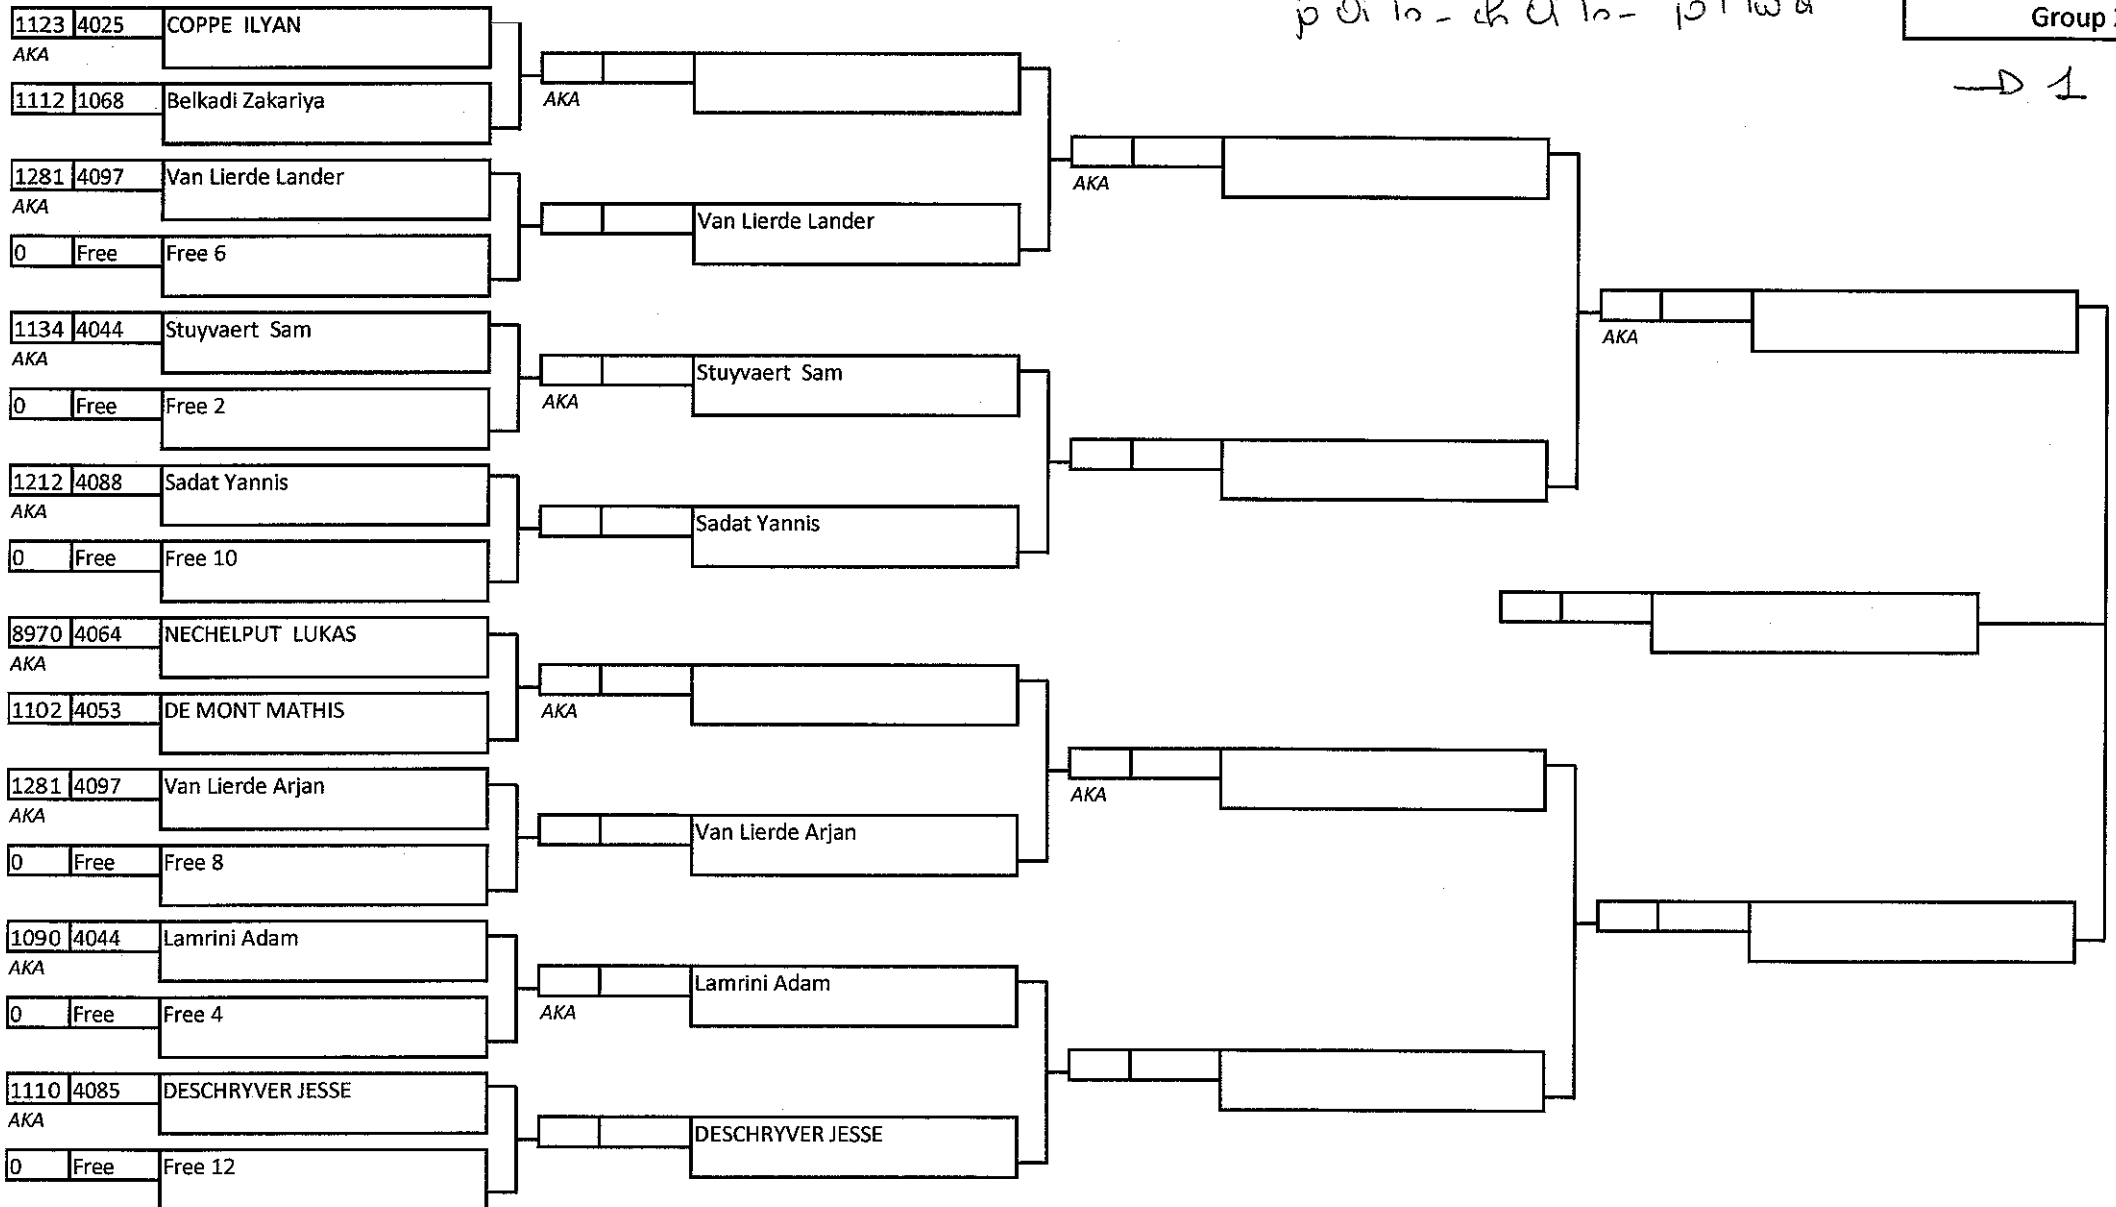 Group
→ 1
1123 4025 COPPE ILYAN
AKA
1112 1068 Belkadi Zakariya
AKA
1281 4097 Van Lierde Lander
AKA
0 Free Free 6
Van Lierde Lander
AKA
1134 4044 Stuyvaert Sam
AKA
0 Free Free 2
Stuyvaert Sam
AKA
1212 4088 Sadat Yannis
AKA
0 Free Free 10
Sadat Yannis
AKA
8970 4064 NECHELPUT LUKAS
AKA
1102 4053 DE MONT MATHIS
AKA
1281 4097 Van Lierde Arjan
AKA
0 Free Free 8
Van Lierde Arjan
AKA
1090 4044 Lamrini Adam
AKA
0 Free Free 4
Lamrini Adam
AKA
1110 4085 DESCHRYVER JESSE
AKA
0 Free Free 12
DESCHRYVER JESSE